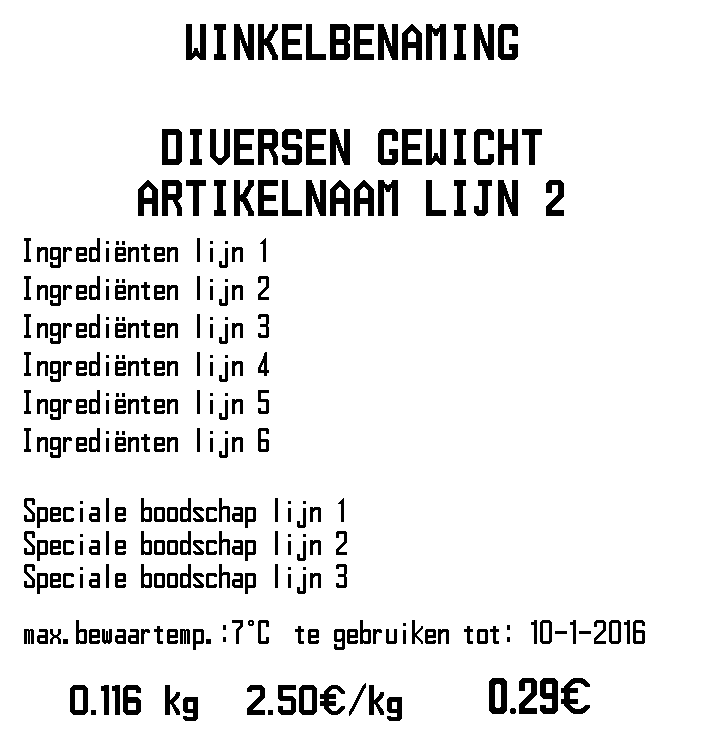 WINKELBENAMING
DIVERSEN GEWICHT
ARTIKELNAAM LIJN 2
Ingrediënten lijn 1
Ingrediënten lijn 2
Ingrediënten lijn 3
Ingrediënten lijn 4
Ingrediënten lijn 5
Ingrediënten lijn 6
Speciale boodschap lijn 1
Speciale boodschap lijn 2
Speciale boodschap lijn 3
max.bewaartemp.:7°C te gebruiken tot: 10-1-2016
0.116 kg 2.50€/kg 0.29€